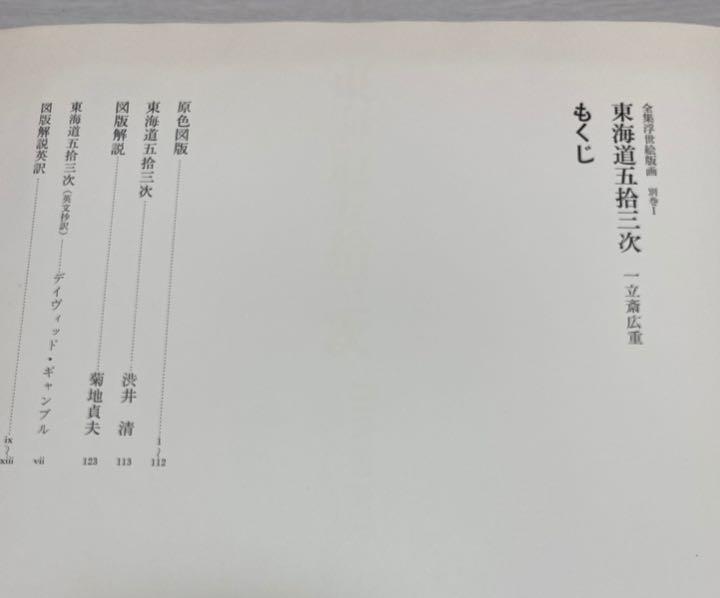 全集浮世絵版画 別巻I
東海道五拾三次 一立斎広重
もくじ
原色図版 1〜112
東海道五拾三次 渋井 清 113
図版解説 菊地貞夫 123
東海道五拾三次(英文抄訳) デイヴィッド・ギャンブル vii
図版解説英訳 ix〜xiii